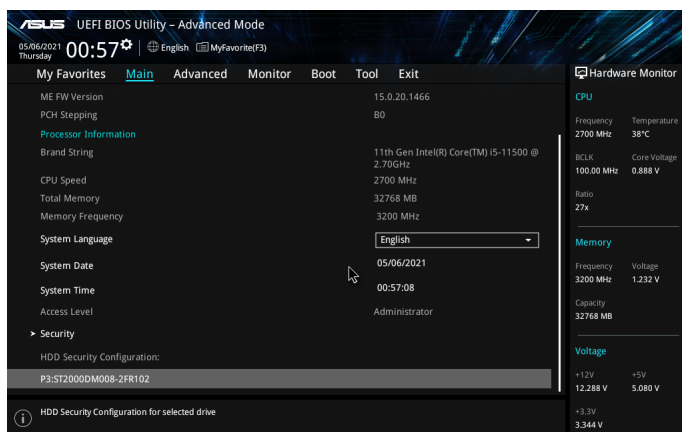 ASUS UEFI BIOS Utility – Advanced Mode
05/06/2021
Thursday
00:57
English
MyFavorite(F3)
My Favorites Main Advanced Monitor Boot Tool Exit
ME FW Version 15.0.20.1466
PCH Stepping B0
Processor Information
Brand String 11th Gen Intel(R) Core(TM) i5-11500 @
2.70GHz
CPU Speed 2700 MHz
Total Memory 32768 MB
Memory Frequency 3200 MHz
System Language English
System Date 05/06/2021
System Time 00:57:08
Access Level Administrator
Security
HDD Security Configuration:
P3:ST2000DM008-2FR102
HDD Security Configuration for selected drive
Hardware Monitor
CPU
Frequency Temperature
2700 MHz 38°C
BCLK Core Voltage
100.00 MHz 0.888 V
Ratio
27x
Memory
Frequency Voltage
3200 MHz 1.232 V
Capacity
32768 MB
Voltage
+12V +5V
12.288 V 5.080 V
+3.3V
3.344 V